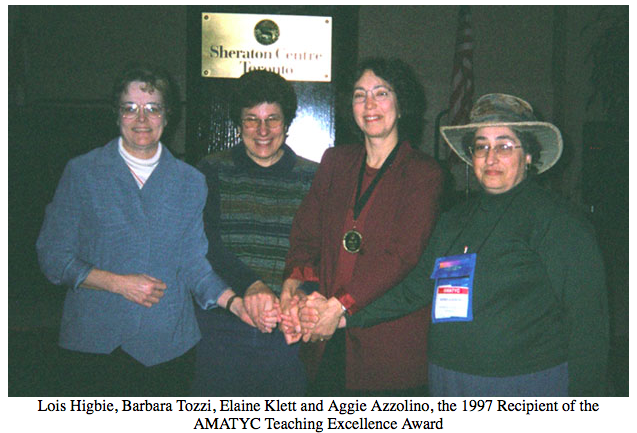 Sheraton Centre
Toronto
AMATYC
Lois Higbie, Barbara Tozzi, Elaine Klett and Aggie Azzolino, the 1997 Recipient of the
AMATYC Teaching Excellence Award